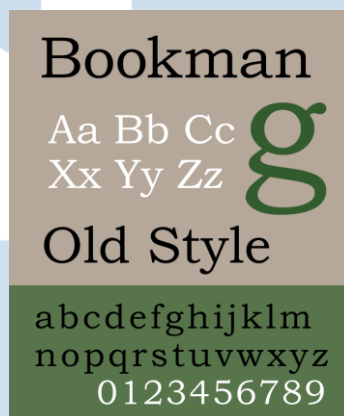 Bookman
Aa Bb Cc
Xx Yy Zz
g
Old Style
abcdefghijklm
nopqrstuvwxyz
0123456789